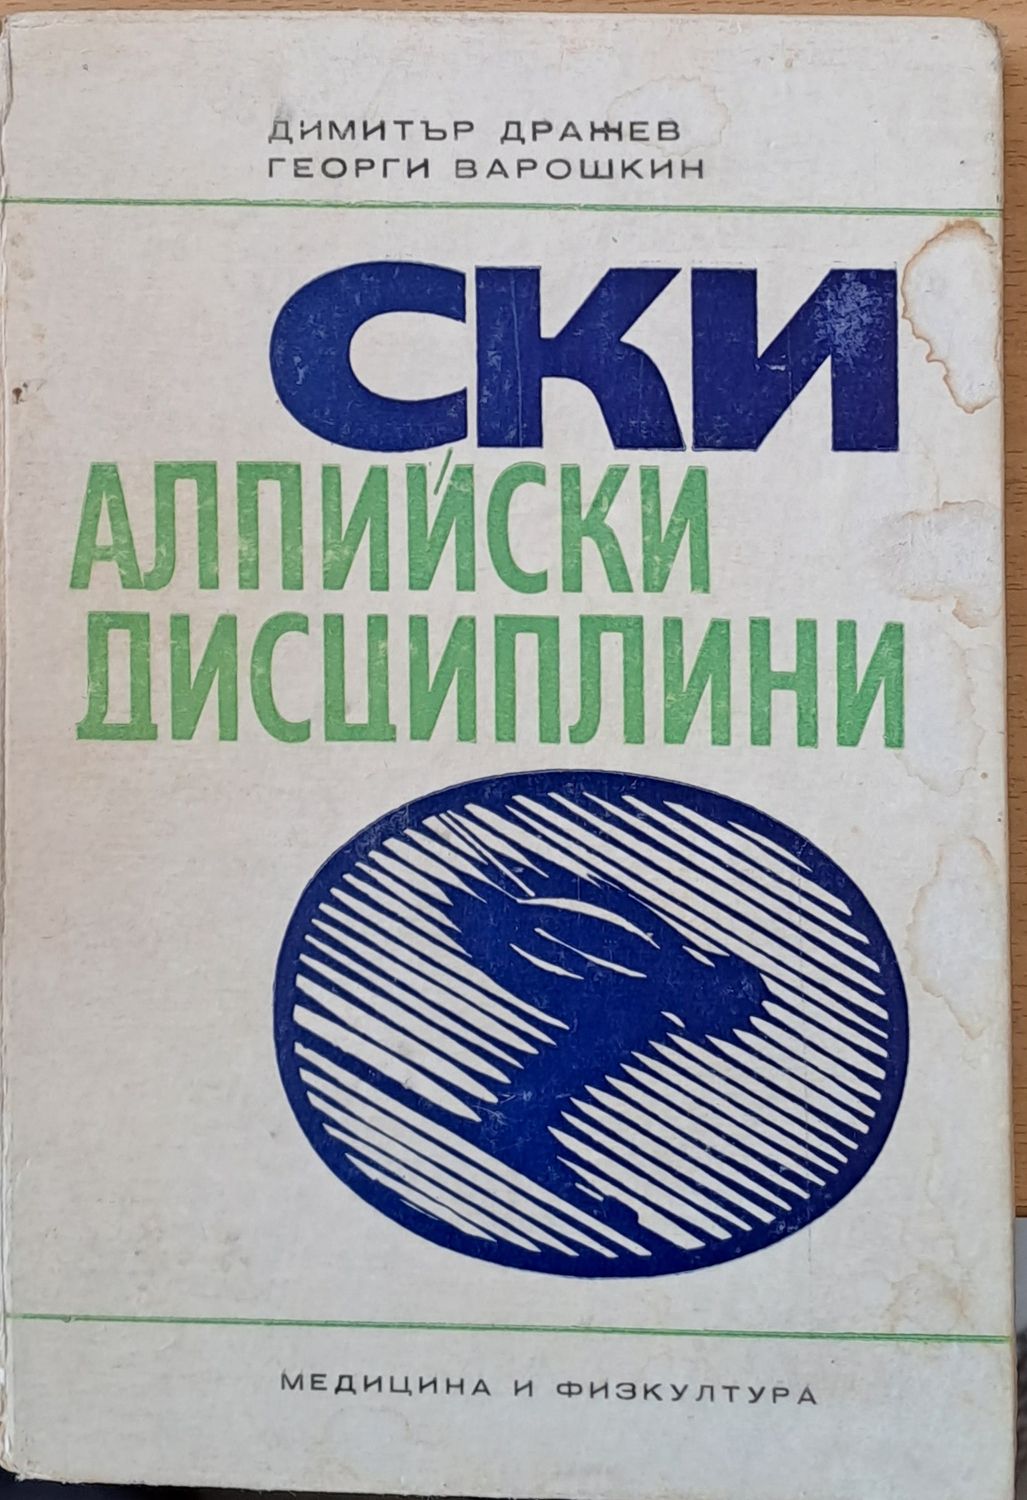 ДИМИТЪР ДРАЖЕВ
ГЕОРГИ ВАРОШКИН
СКИ
АЛПИЙСКИ
ДИСЦИПЛИНИ
МЕДИЦИНА И ФИЗКУЛТУРА